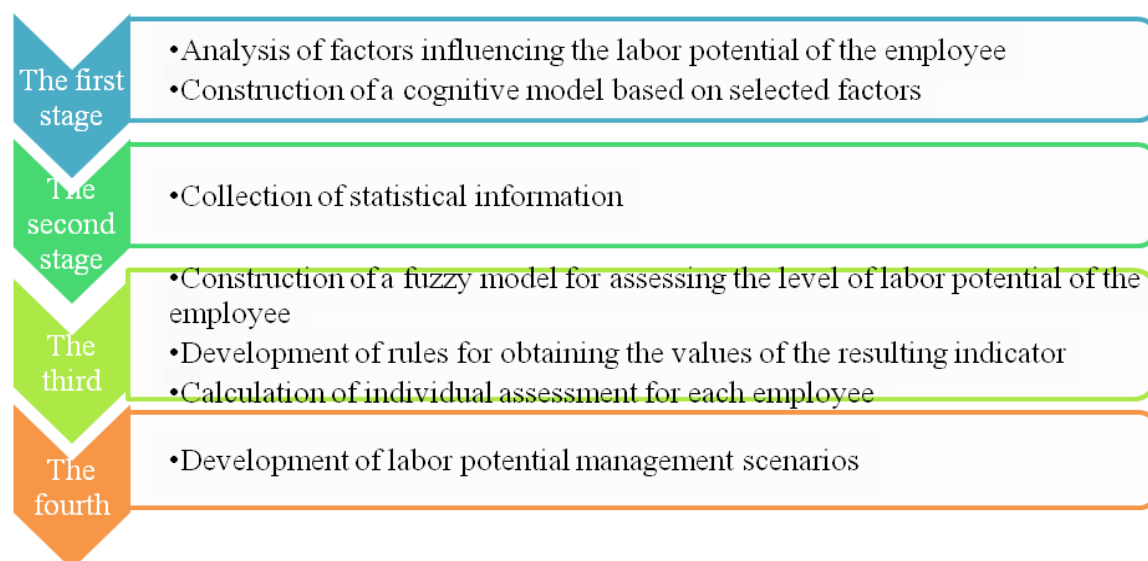 The first
stage
•Analysis of factors influencing the labor potential of the employee
•Construction of a cognitive model based on selected factors
The
second
stage
•Collection of statistical information
The
third
•Construction of a fuzzy model for assessing the level of labor potential of the
employee
•Development of rules for obtaining the values of the resulting indicator
•Calculation of individual assessment for each employee
The
fourth
•Development of labor potential management scenarios